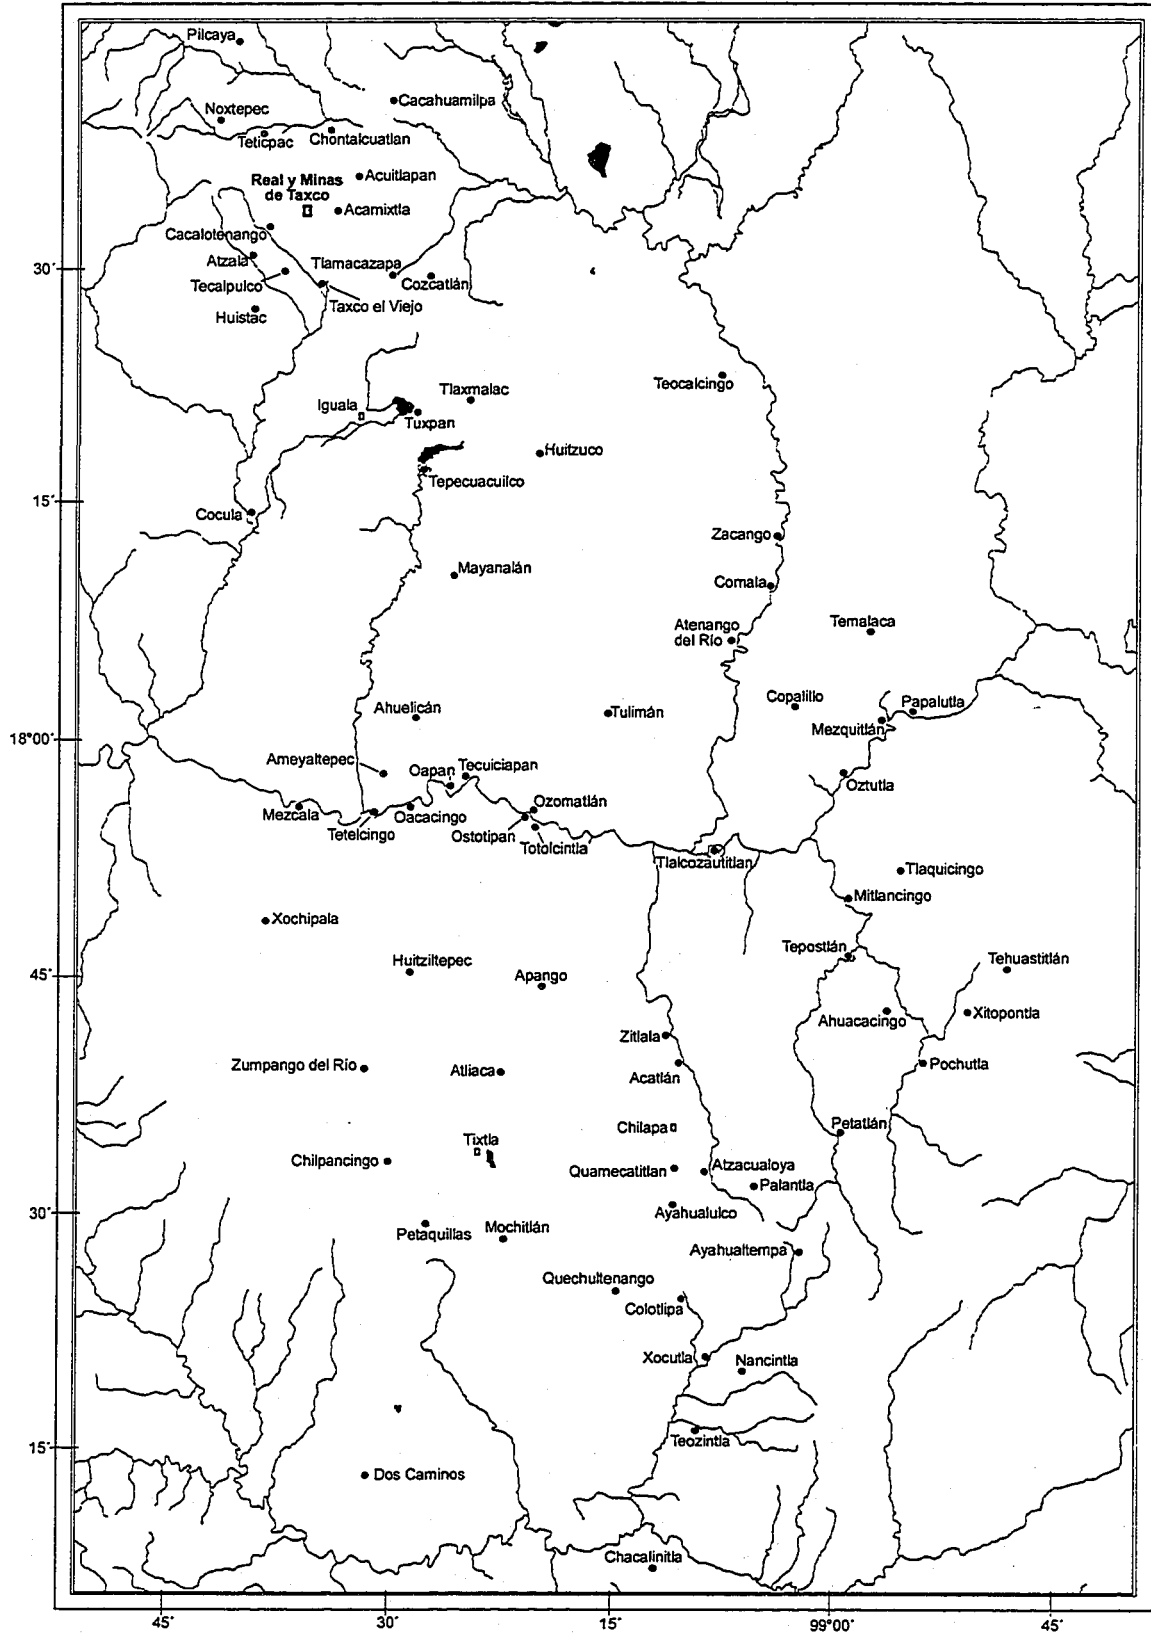 Pilcaya
Cacahuamilpa
Noxtepec
Teticpac
Chontalcuatlan
Real y Minas
de Taxco
Acuitlapan
Acamixtla
Cacalotenango
Atzala
Tlamacazapa
Tecalpulco
Cozcatlán
Taxco el Viejo
Huistac
30´
Teocalcingo
Tlaxmalac
Iguala
Tuxpan
Huitzuco
Tepecuacuilco
15´
Cocula
Zacango
Mayanalán
Comala
Atenango
del Río
Temalaca
Ahuelicán
Tulimán
Copalillo
Papalutla
Mezquitlán
18°00´
Ameyaltepec
Oapan
Tecuiciapan
Oztutla
Mezcala
Tetelcingo
Oacacingo
Ozomatlán
Ostotipan
Totolcintla
Tlalcozautitlan
Tlaquicingo
Mitlancingo
Xochipala
Tepostlán
Huitziltepec
Apango
Tehuastitlán
45´
Ahuacacingo
Xitopontla
Zitlala
Zumpango del Río
Atliaca
Acatlán
Pochutla
Chilapa
Petatlán
Tixtla
Chilpancingo
Quamecatitlan
Atzacualoya
Palantla
30´
Ayahualulco
Petaquillas
Mochitlán
Ayahualtempa
Quechultenango
Colotlipa
Xocutla
Nancintla
Teozintla
15´
Dos Caminos
Chacalinitla
45´ 30´ 15´ 99°00´ 45´